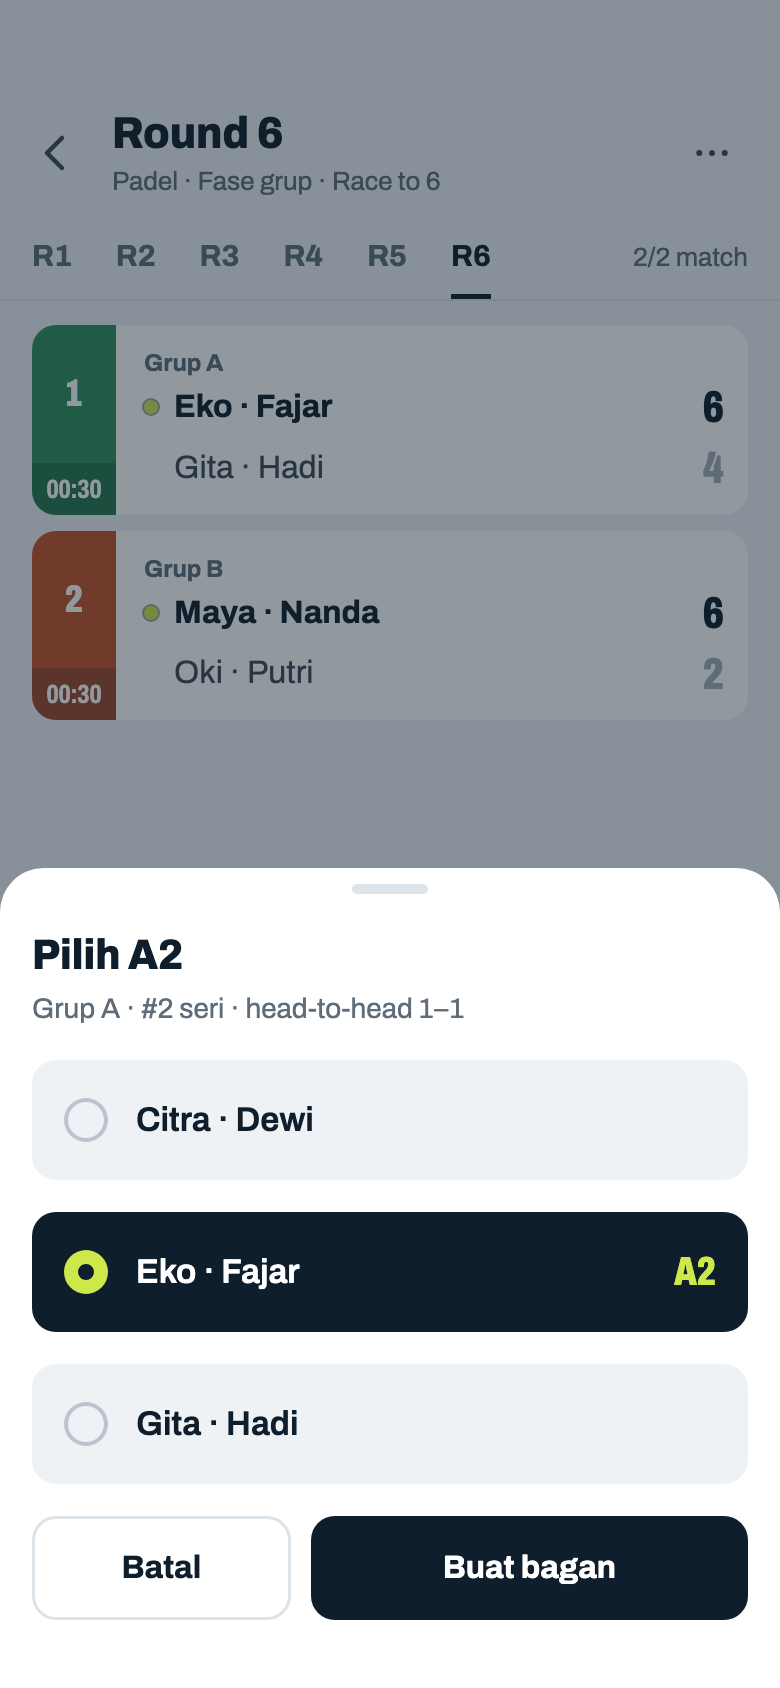 Round 6
Padel · Fase grup · Race to 6
R1 R2 R3 R4 R5 R6 2/2 match
1
00:30
Grup A
Eko · Fajar 6
Gita · Hadi 4
2
00:30
Grup B
Maya · Nanda 6
Oki · Putri 2
Pilih A2
Grup A · #2 seri · head-to-head 1–1
Citra · Dewi
Eko · Fajar A2
Gita · Hadi
Batal Buat bagan